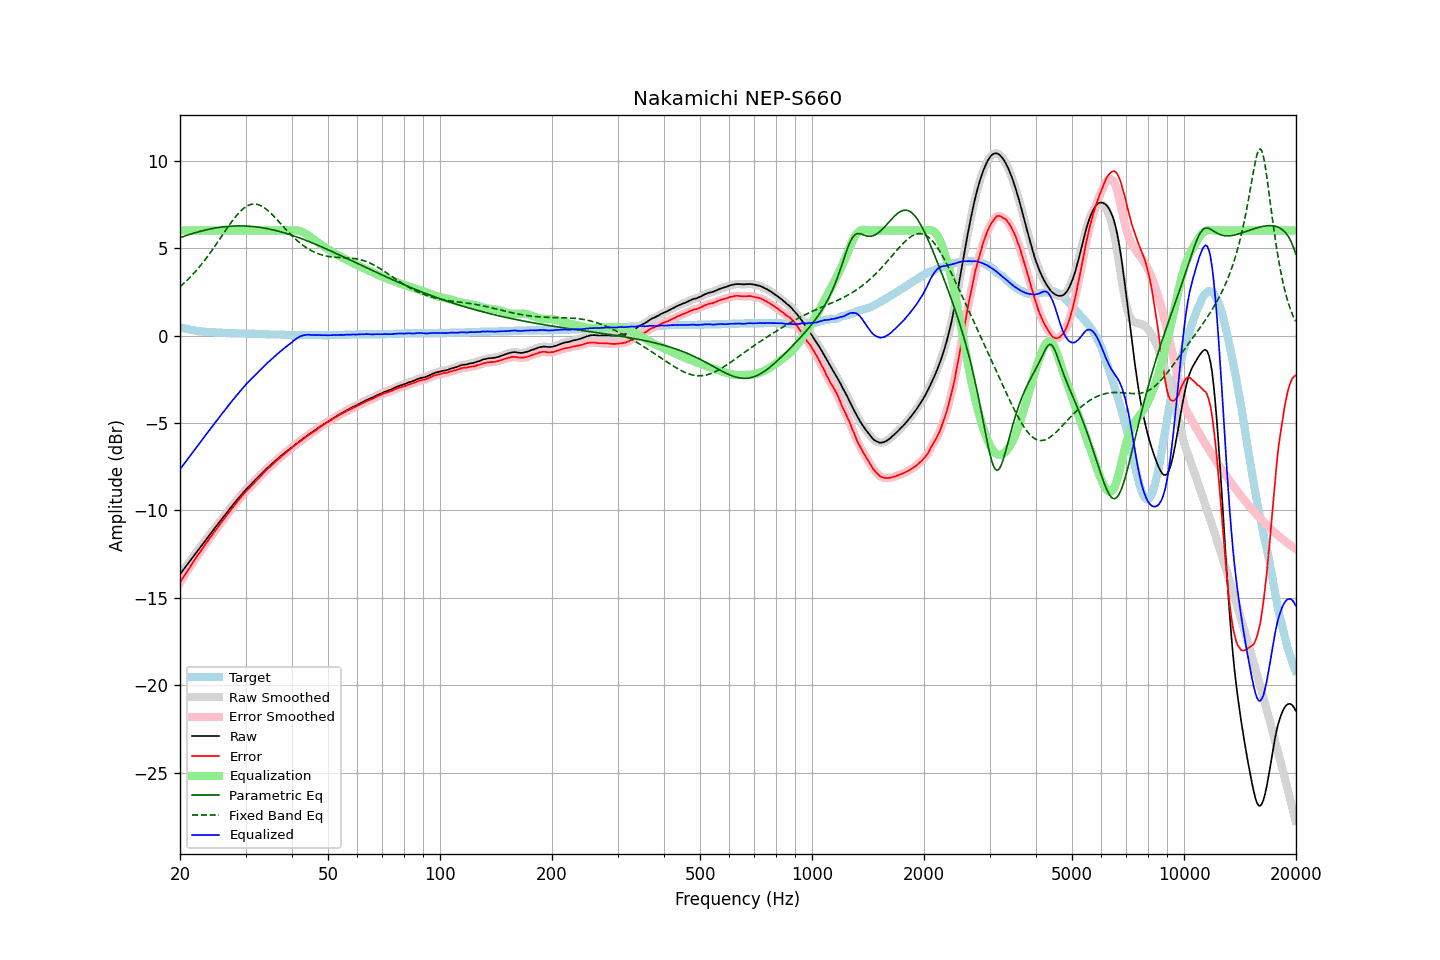 Nakamichi NEP-S660
Amplitude (dBr)
10
5
0
−5
−10
−15
−20
−25
Target
Raw Smoothed
Error Smoothed
Raw
Error
Equalization
Parametric Eq
Fixed Band Eq
Equalized
20 50 100 200 500 1000 2000 5000 10000 20000
Frequency (Hz)